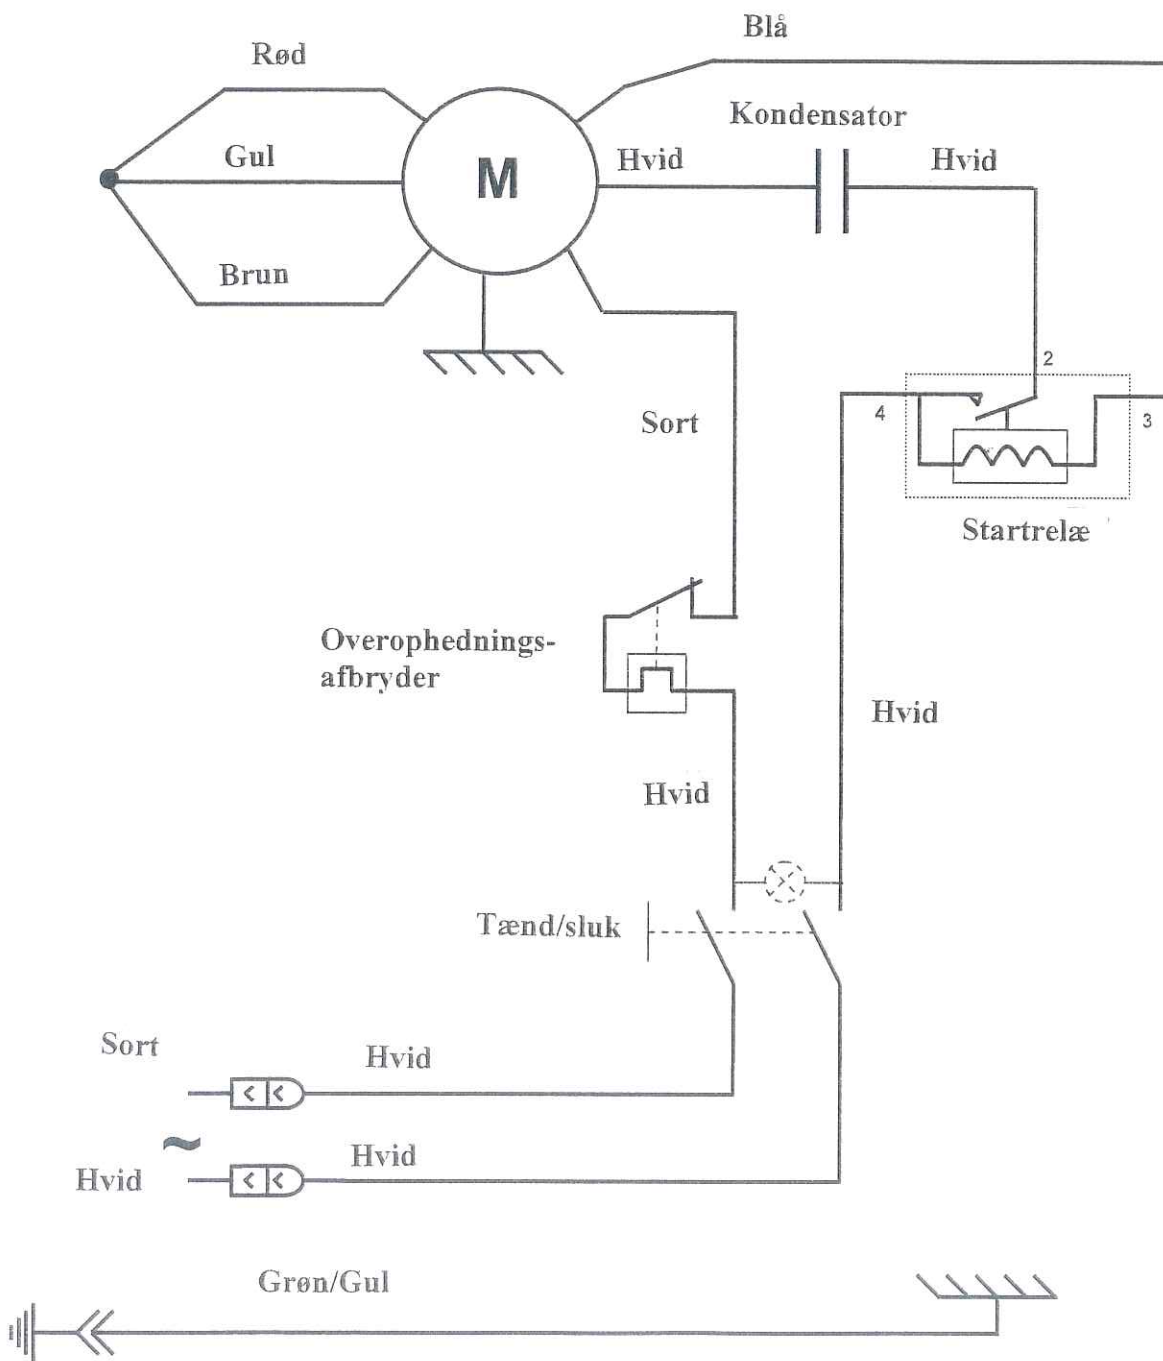 Blå
Rød
Kondensator
Gul
Hvid
Hvid
M
Brun
2
4
3
Sort
Startrelæ
Overophednings-
afbryder
Hvid
Hvid
Tænd/sluk
Sort
Hvid
~
Hvid
Hvid
Grøn/Gul